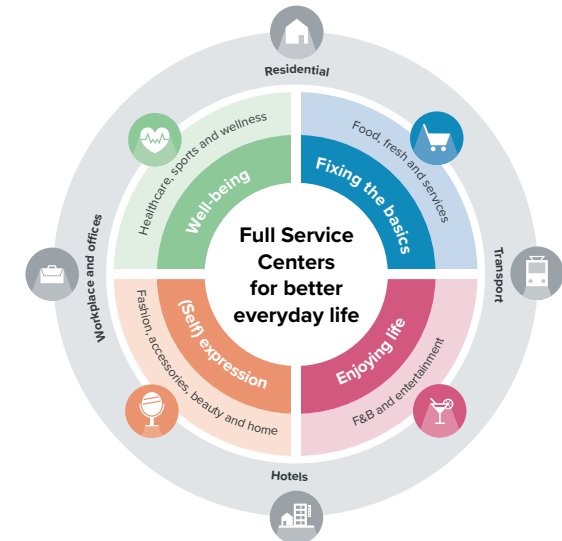 Residential
Healthcare, sports and wellness
Food, fresh and services
Well-being
Fixing the basics
Full Service
Centers
for better
everyday life
Workplace and offices
Transport
(Self) expression
Enjoying life
Fashion, accessories, beauty and home
F&B and entertainment
Hotels